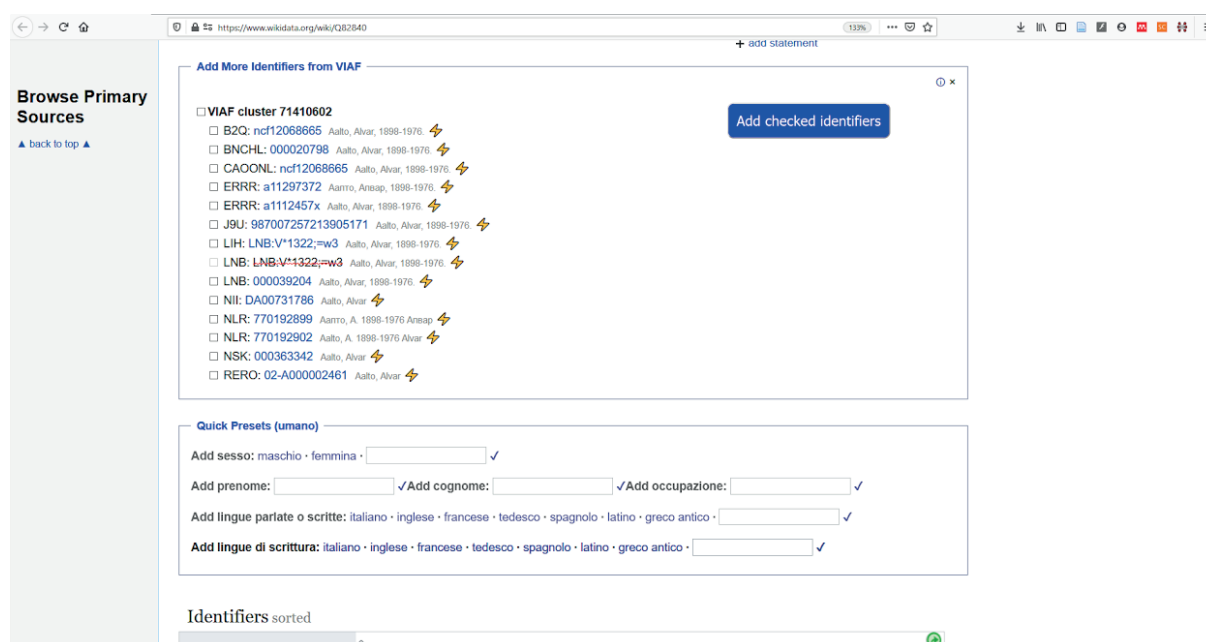 https://www.wikidata.org/wiki/Q82840
133%
+ add statement
Browse Primary Sources
▲ back to top ▲
Add More Identifiers from VIAF
VIAF cluster 71410602
Add checked identifiers
B2Q: ncf12068665 Aalto, Alvar, 1898-1976.
BNCHL: 000020798 Aalto, Alvar, 1898-1976.
CAOONL: ncf12068665 Aalto, Alvar, 1898-1976.
ERRR: a11297372 Аалто, Алвар, 1898-1976.
ERRR: a1112457x Aalto, Alvar, 1898-1976.
J9U: 987007257213905171 Aalto, Alvar, 1898-1976.
LIH: LNB:V*1322;=w3 Aalto, Alvar, 1898-1976.
LNB: LNB:V*1322;=w3 Aalto, Alvar, 1898-1976.
LNB: 000039204 Aalto, Alvar, 1898-1976.
NII: DA00731786 Aalto, Alvar
NLR: 770192899 Аалто, А. 1898-1976 Алвар
NLR: 770192902 Aalto, A. 1898-1976 Alvar
NSK: 000363342 Aalto, Alvar
RERO: 02-A000002461 Aalto, Alvar
Quick Presets (umano)
Add sesso: maschio · femmina ·
Add prenome: ✓Add cognome: ✓Add occupazione: ✓
Add lingue parlate o scritte: italiano · inglese · francese · tedesco · spagnolo · latino · greco antico ·
Add lingue di scrittura: italiano · inglese · francese · tedesco · spagnolo · latino · greco antico ·
Identifiers sorted